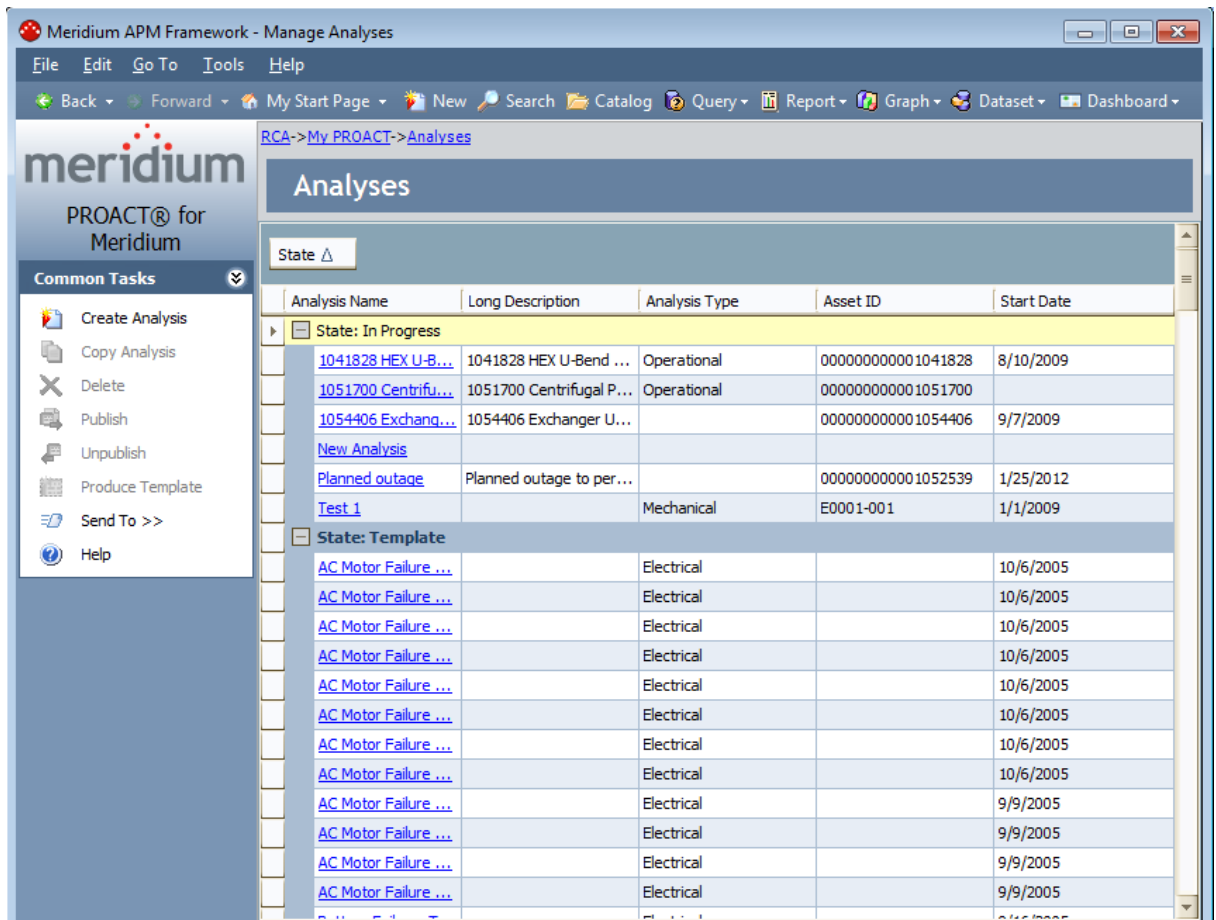 Meridium APM Framework - Manage Analyses
File Edit Go To Tools Help
Back Forward My Start Page New Search Catalog Query Report Graph Dataset Dashboard
meridium
PROACT® for
Meridium
Common Tasks
Create Analysis
Copy Analysis
Delete
Publish
Unpublish
Produce Template
Send To >>
Help
RCA->My PROACT->Analyses
Analyses
State
Analysis Name Long Description Analysis Type Asset ID Start Date
State: In Progress
1041828 HEX U-B... 1041828 HEX U-Bend ... Operational 000000000001041828 8/10/2009
1051700 Centrifu... 1051700 Centrifugal P... Operational 000000000001051700
1054406 Exchang... 1054406 Exchanger U... 000000000001054406 9/7/2009
New Analysis
Planned outage Planned outage to per... 000000000001052539 1/25/2012
Test 1 Mechanical E0001-001 1/1/2009
State: Template
AC Motor Failure ... Electrical 10/6/2005
AC Motor Failure ... Electrical 10/6/2005
AC Motor Failure ... Electrical 10/6/2005
AC Motor Failure ... Electrical 10/6/2005
AC Motor Failure ... Electrical 10/6/2005
AC Motor Failure ... Electrical 10/6/2005
AC Motor Failure ... Electrical 10/6/2005
AC Motor Failure ... Electrical 10/6/2005
AC Motor Failure ... Electrical 9/9/2005
AC Motor Failure ... Electrical 9/9/2005
AC Motor Failure ... Electrical 9/9/2005
AC Motor Failure ... Electrical 9/9/2005